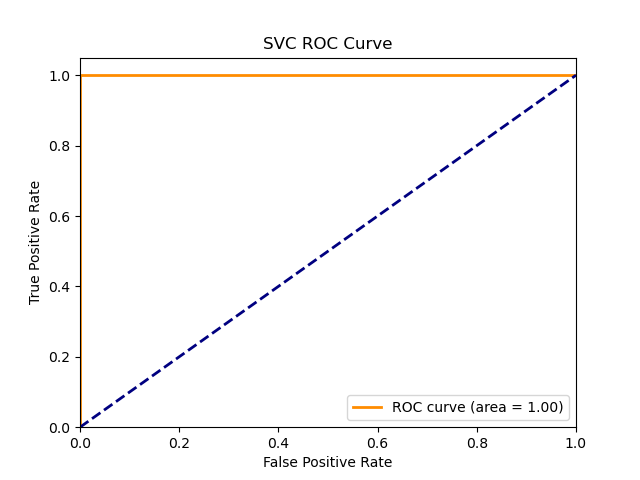 SVC ROC Curve
True Positive Rate
1.0
0.8
0.6
0.4
0.2
0.0
ROC curve (area = 1.00)
0.0 0.2 0.4 0.6 0.8 1.0
False Positive Rate